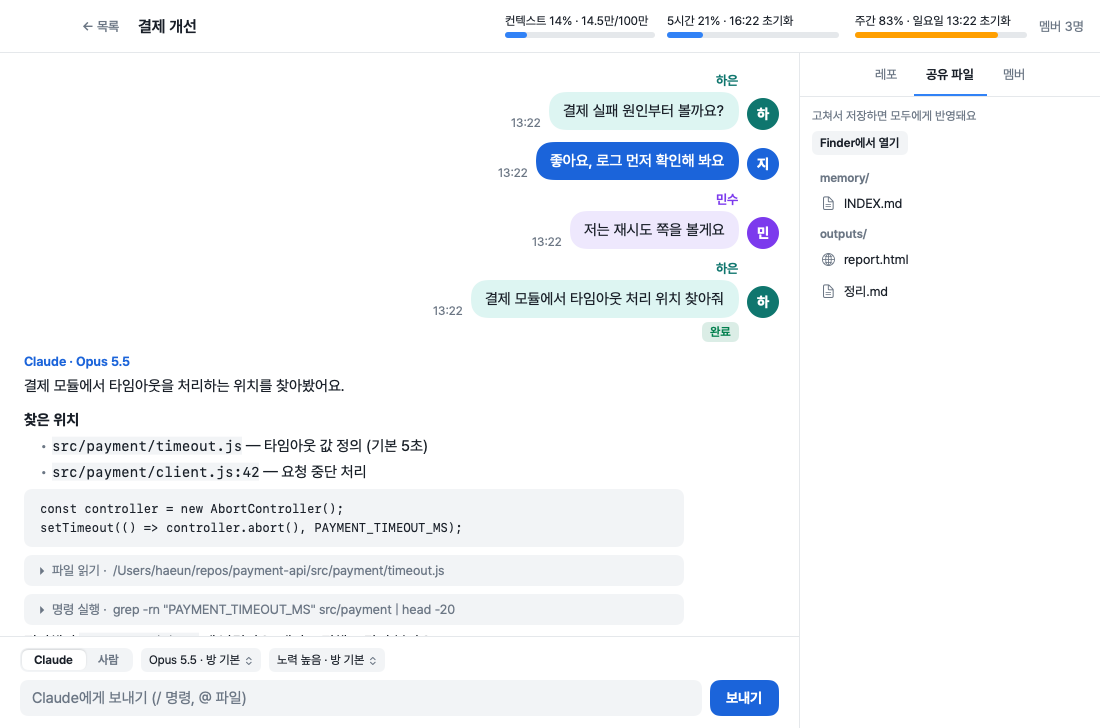 ← 목록
결제 개선
컨텍스트 14% · 14.5만/100만
5시간 21% · 16:22 초기화
주간 83% · 일요일 13:22 초기화
멤버 3명
하은
결제 실패 원인부터 볼까요?
하
13:22
좋아요, 로그 먼저 확인해 봐요
지
13:22
민수
저는 재시도 쪽을 볼게요
민
13:22
하은
결제 모듈에서 타임아웃 처리 위치 찾아줘
하
13:22
완료
Claude · Opus 5.5
결제 모듈에서 타임아웃을 처리하는 위치를 찾아봤어요.
찾은 위치
• src/payment/timeout.js — 타임아웃 값 정의 (기본 5초)
• src/payment/client.js:42 — 요청 중단 처리
const controller = new AbortController();
setTimeout(() => controller.abort(), PAYMENT_TIMEOUT_MS);
파일 읽기 · /Users/haeun/repos/payment-api/src/payment/timeout.js
명령 실행 · grep -rn "PAYMENT_TIMEOUT_MS" src/payment | head -20
Claude
사람
Opus 5.5 · 방 기본
노력 높음 · 방 기본
Claude에게 보내기 (/ 명령, @ 파일)
보내기
레포
공유 파일
멤버
고쳐서 저장하면 모두에게 반영돼요
Finder에서 열기
memory/
INDEX.md
outputs/
report.html
정리.md